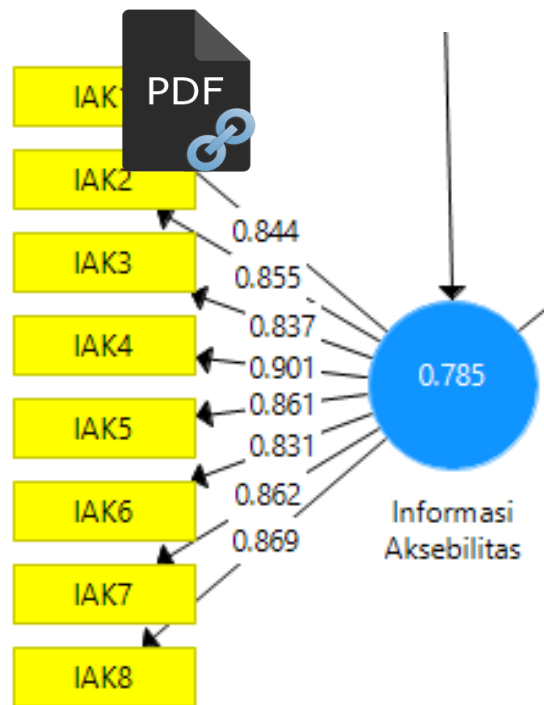 PDF
IAK1
IAK2
IAK3
IAK4
IAK5
IAK6
IAK7
IAK8
0.844
0.855
0.837
0.901
0.861
0.831
0.862
0.869
0.785
Informasi
Aksebilitas